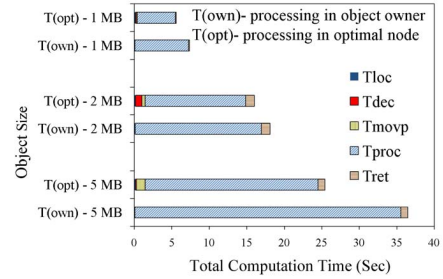 T(opt) - 1 MB
T(own)- processing in object owner
T(own) - 1 MB
T(opt)- processing in optimal node
Tloc
T(opt) - 2 MB
Tdec
T(own) - 2 MB
Tmovp
Tproc
T(opt) - 5 MB
Tret
T(own) - 5 MB
Object Size
0 5 10 15 20 25 30 35 40
Total Computation Time (Sec)